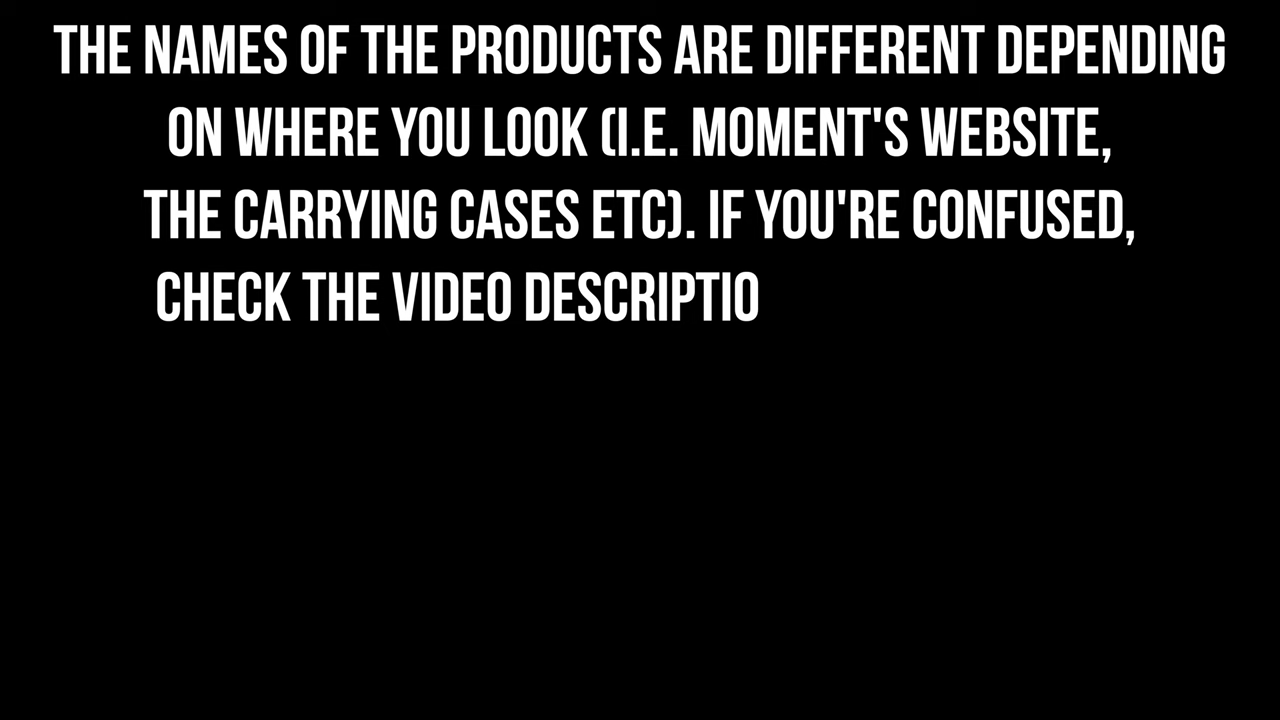 THE NAMES OF THE PRODUCTS ARE DIFFERENT DEPENDING
ON WHERE YOU LOOK (I.E. MOMENT'S WEBSITE,
THE CARRYING CASES ETC). IF YOU'RE CONFUSED,
CHECK THE VIDEO DESCRIPTIO